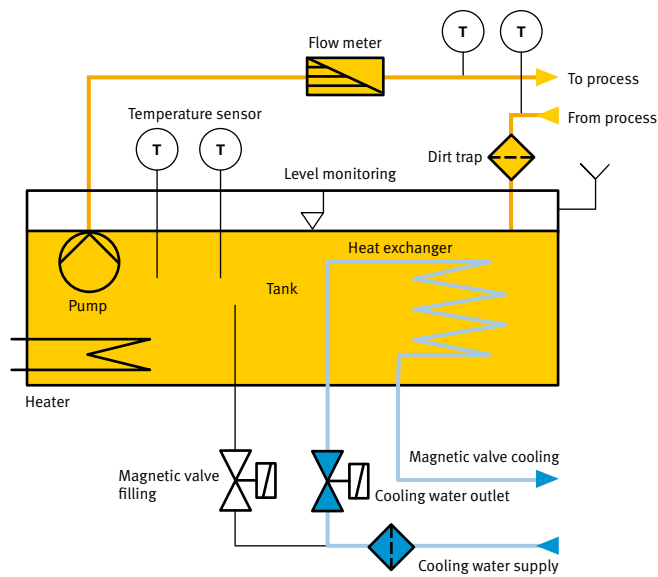 T
T
Flow meter
To process
Temperature sensor
From process
T
T
Dirt trap
Level monitoring
Heat exchanger
Tank
Pump
Heater
Magnetic valve cooling
Magnetic valve
filling
Cooling water outlet
Cooling water supply